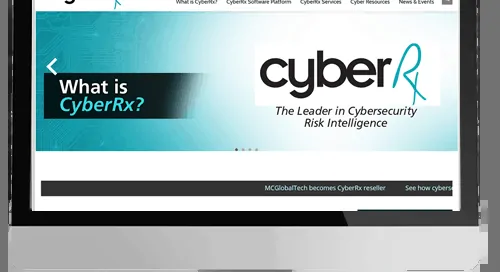 What is CyberRx?
CyberRx Software Platform
CyberRx Services
Cyber Resources
News & Events
What is
CyberRx?
cyberRx
The Leader in Cybersecurity
Risk Intelligence
MCGlobalTech becomes CyberRx reseller
See how cyberse